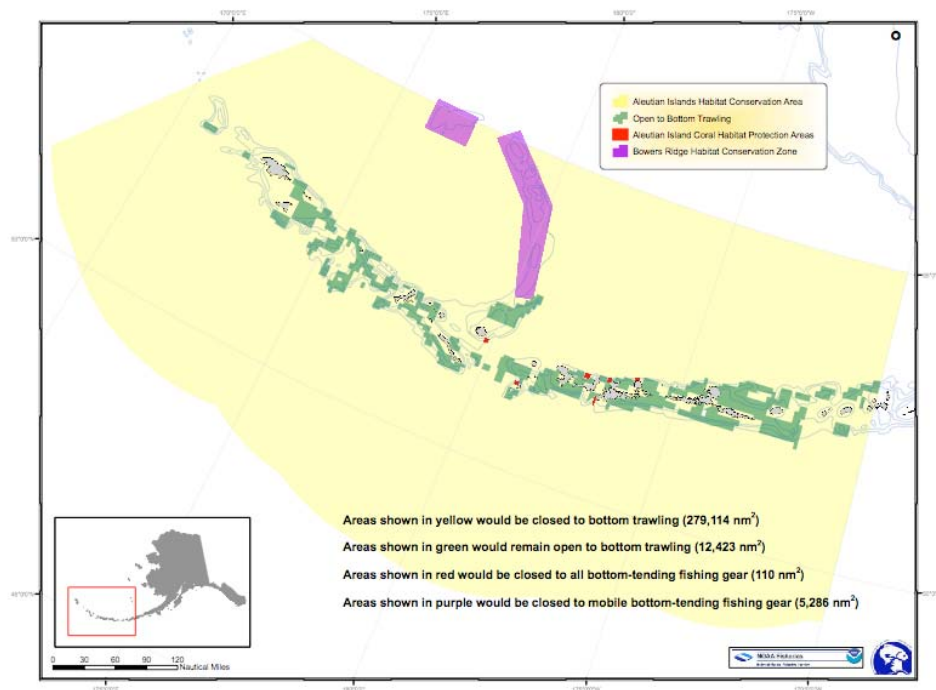 Aleutian Islands Habitat Conservation Area
Open to Bottom Trawling
Aleutian Island Coral Habitat Protection Areas
Bowers Ridge Habitat Conservation Zone
Areas shown in yellow would be closed to bottom trawling (279,114 nm²)
Areas shown in green would remain open to bottom trawling (12,423 nm²)
Areas shown in red would be closed to all bottom-tending fishing gear (110 nm²)
Areas shown in purple would be closed to mobile bottom-tending fishing gear (5,286 nm²)
0 30 60 90 120
Nautical Miles
NOAA Fisheries